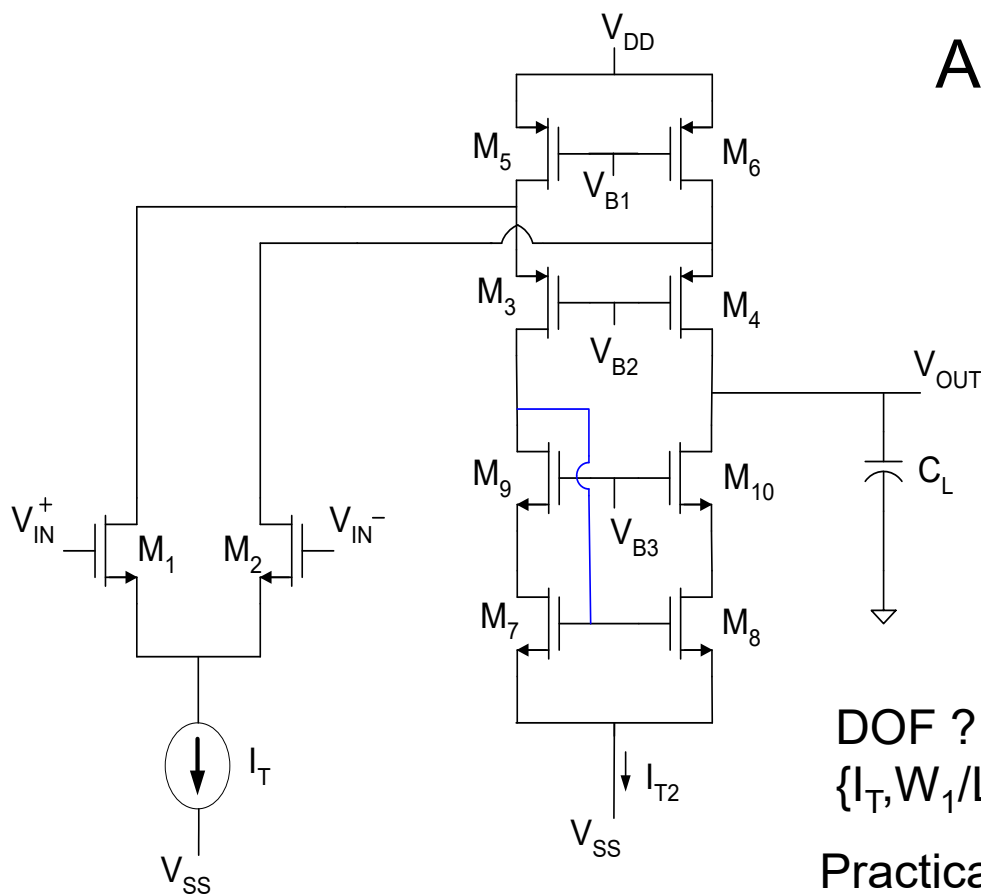 V_DD
A
M_5
M_6
V_B1
M_3
M_4
V_B2
V_OUT
M_9
M_10
C_L
V_IN^+
M_1
M_2
V_IN^−
V_B3
M_7
M_8
DOF ?
I_T
{I_T,W_1/L
I_T2
V_SS
V_SS
Practica